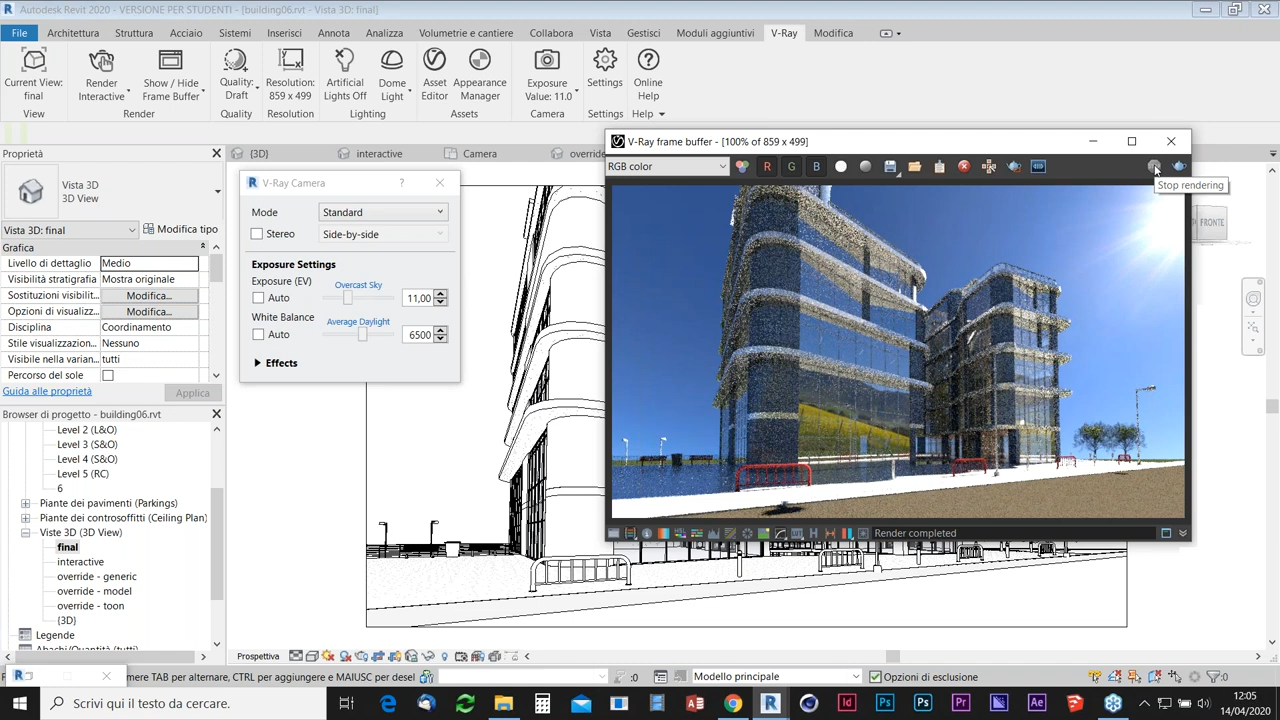 Autodesk Revit 2020 - VERSIONE PER STUDENTI - [building06.rvt - Vista 3D: final]
File Architettura Struttura Acciaio Sistemi Inserisci Annota Analizza Volumetrie e cantiere Collabora Vista Gestisci Moduli aggiuntivi V-Ray Modifica
Current View: final
Render Interactive
Show / Hide Frame Buffer
Quality: Draft
Resolution: 859 x 499
Artificial Lights Off
Dome Light
Asset Editor
Appearance Manager
Exposure Value: 11.0
Settings
Online Help
View Render Quality Resolution Lighting Assets Camera Settings Help
Proprietà
{3D} interactive Camera override
Vista 3D
3D View
Vista 3D: final
Modifica tipo
Grafica
Livello di dettaglio Medio
Visibilità stratigrafia Mostra originale
Sostituzioni visibilit... Modifica...
Opzioni di visualizz... Modifica...
Disciplina Coordinamento
Stile visualizzazione... Nessuno
Visibile nella varian... tutti
Percorso del sole
Guida alle proprietà
Applica
Browser di progetto - building06.rvt
Level 2 (L&O)
Level 3 (S&O)
Level 4 (S&O)
Level 5 (RC)
6
Piante dei pavimenti (Parkings)
Piante dei controsoffitti (Ceiling Plan)
Viste 3D (3D View)
final
interactive
override - generic
override - model
override - toon
{3D}
Legende
V-Ray Camera ?
Mode Standard
Stereo Side-by-side
Exposure Settings
Exposure (EV) Overcast Sky
Auto 11,00
White Balance Average Daylight
Auto 6500
Effects
V-Ray frame buffer - [100% of 859 x 499]
RGB color R G B
Stop rendering
FRONTE
Render completed
Prospettiva
mere TAB per alternare, CTRL per aggiungere e MAIUSC per desel
:0
Modello principale
Opzioni di esclusione
:0
Scrivi qui il testo da cercare.
Id Ps Ps Pr Ae
12:05
14/04/2020